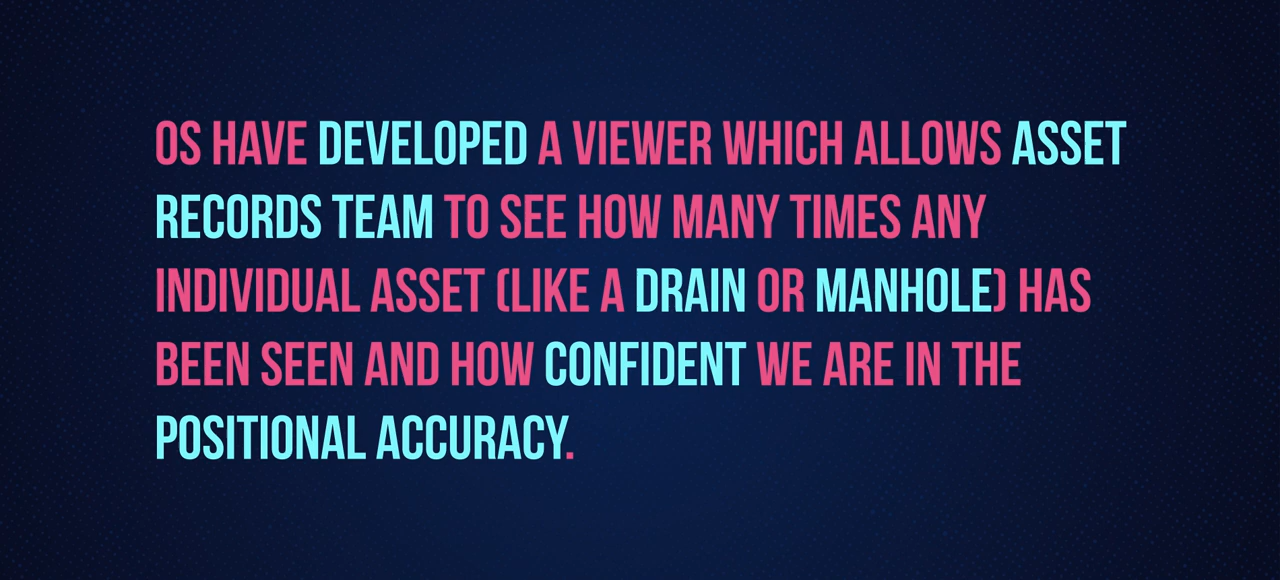 OS HAVE DEVELOPED A VIEWER WHICH ALLOWS ASSET
RECORDS TEAM TO SEE HOW MANY TIMES ANY
INDIVIDUAL ASSET (LIKE A DRAIN OR MANHOLE) HAS
BEEN SEEN AND HOW CONFIDENT WE ARE IN THE
POSITIONAL ACCURACY.